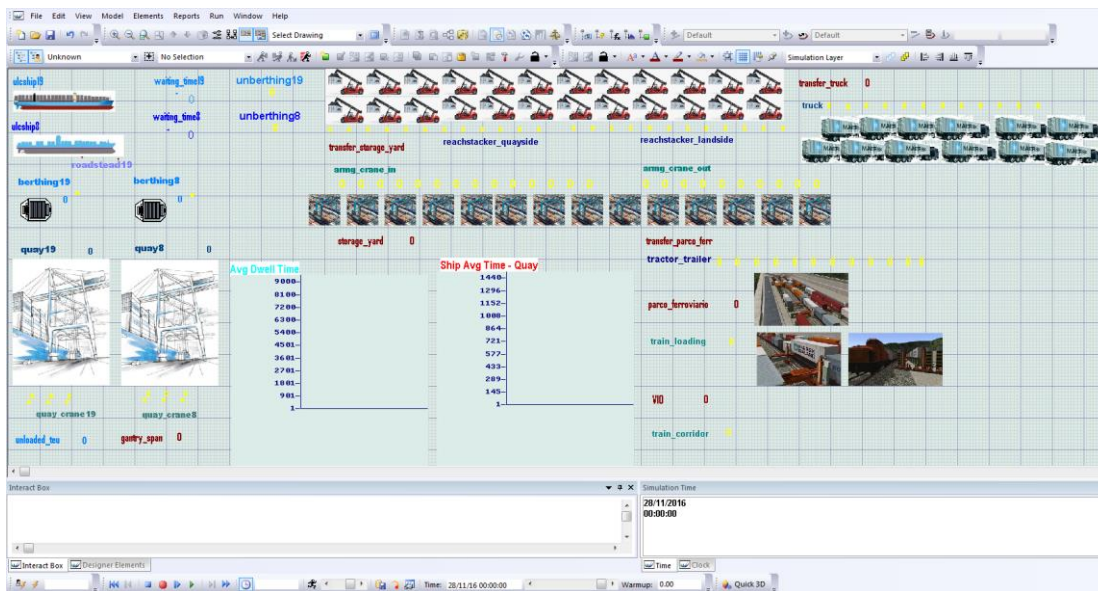 File Edit View Model Elements Reports Run Window Help
Select Drawing Default Default
Unknown No Selection Simulation Layer
ulcship19 waiting_time19 unberthing19
0
ulcship8 waiting_time8 unberthing8
0
roadstead19
berthing19 berthing8
0 0
quay19 0 quay8 0
quay_crane19 quay_crane8
unloaded_teu 0 gantry_span 0
transfer_storage_yard reachstacker_quayside reachstacker_landside
armg_crane_in armg_crane_out
storage_yard 0
transfer_truck 0
truck
transfer_parco_ferr
tractor_trailer
parco_ferroviario 0
train_loading
VIO 0
train_corridor
Avg Dwell Time
9000
8100
7200
6300
5400
4501
3601
2701
1801
901
1
Ship Avg Time - Quay
1440
1296
1152
1008
864
721
577
433
289
145
1
Interact Box
Simulation Time
28/11/2016
00:00:00
Interact Box Designer Elements
Time Clock
Time: 28/11/16 00:00:00 Warmup: 0.00 Quick 3D